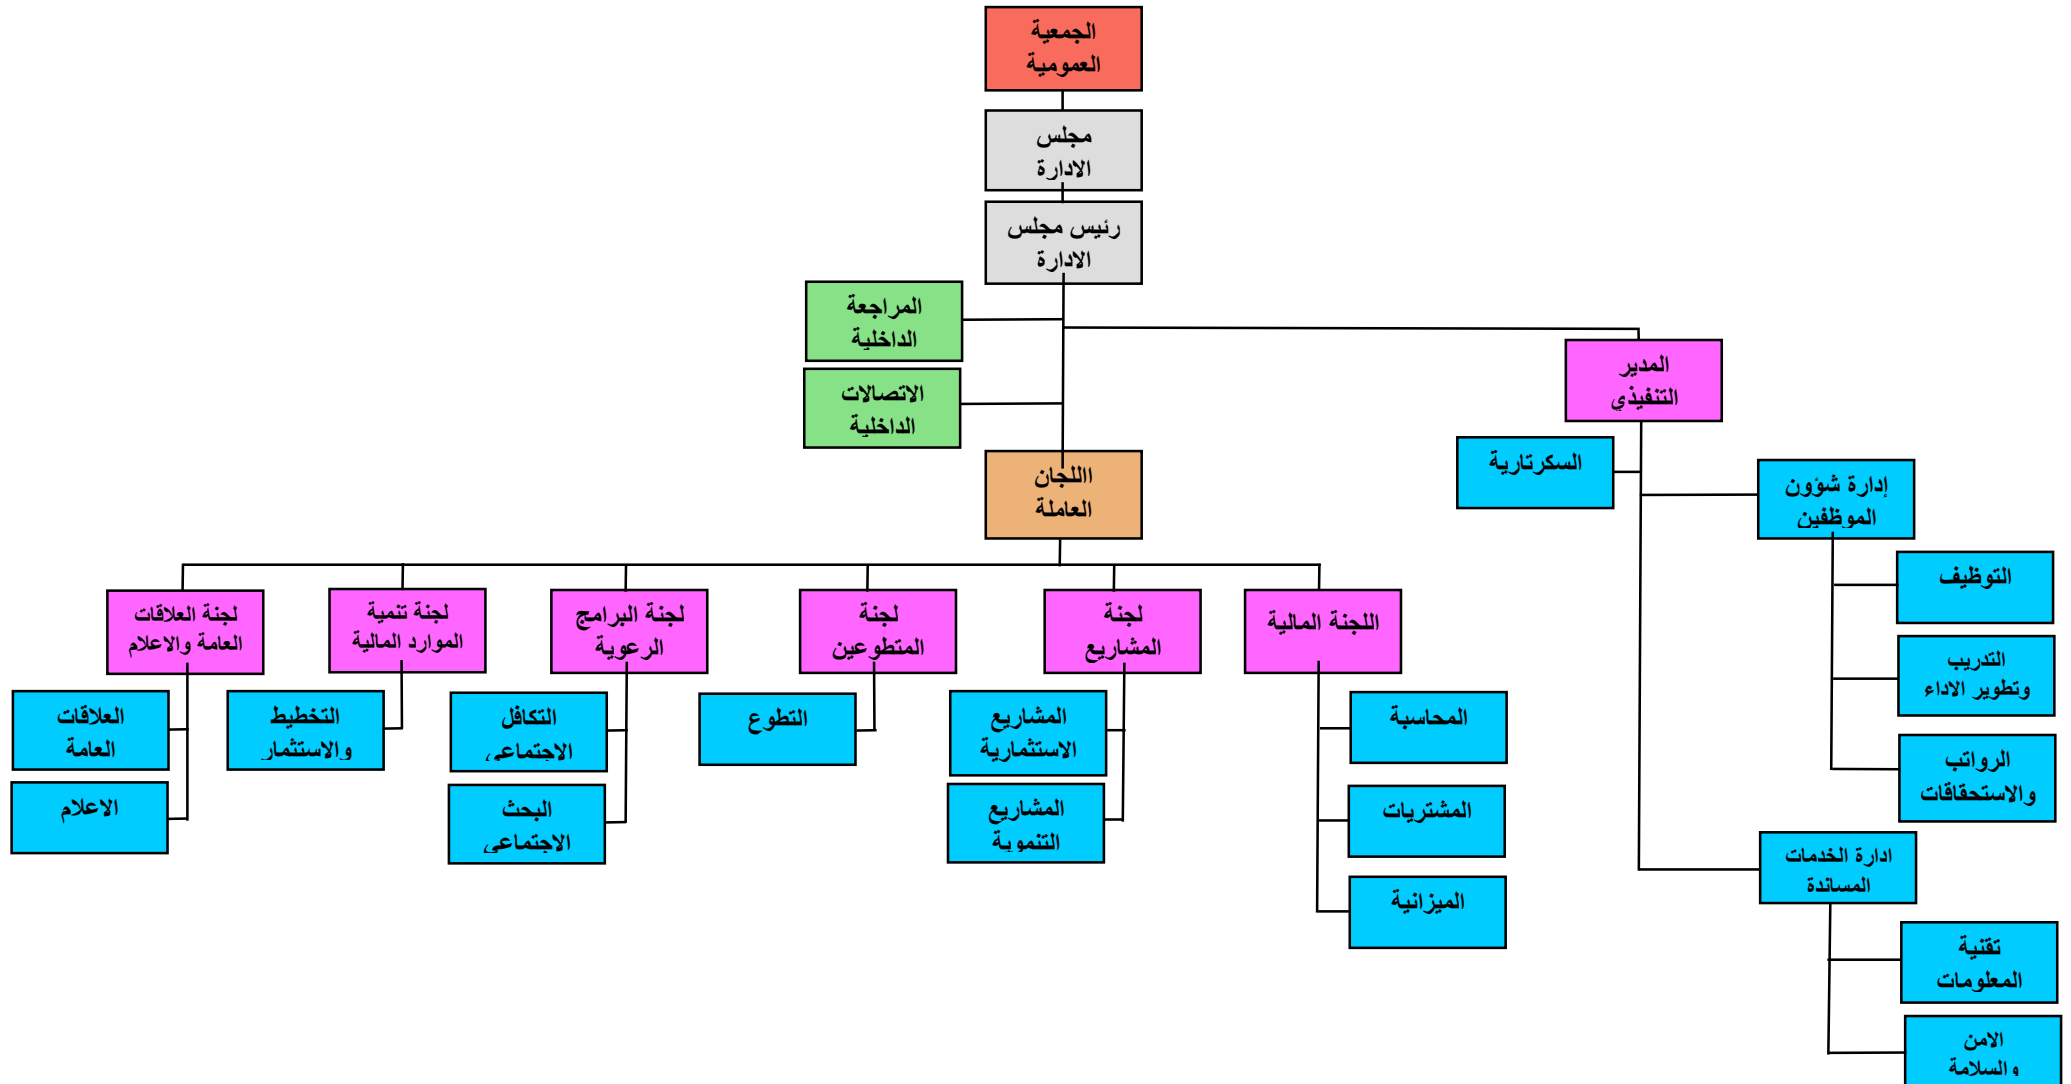 الجمعية
العمومية
مجلس
الادارة
رئيس مجلس
الادارة
المراجعة
الداخلية
الاتصالات
الداخلية
المدير
التنفيذي
السكرتارية
إدارة شؤون
الموظفين
التوظيف
التدريب
وتطوير الاداء
الرواتب
والاستحقاقات
ادارة الخدمات
المساندة
تقنية
المعلومات
الامن
والسلامة
االلجان
العاملة
اللجنة المالية
المحاسبة
المشتريات
الميزانية
لجنة
المشاريع
المشاريع
الاستثمارية
المشاريع
التنموية
لجنة
المتطوعين
التطوع
لجنة البرامج
الرعوية
التكافل
الاجتماعي
البحث
الاجتماعي
لجنة تنمية
الموارد المالية
التخطيط
والاستثمار
لجنة العلاقات
العامة والاعلام
العلاقات
العامة
الاعلام